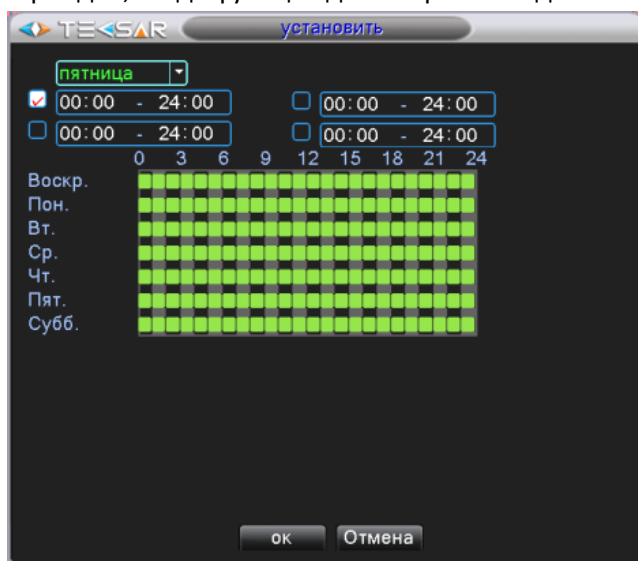 TEKSAR установить
пятница
00:00 - 24:00 00:00 - 24:00
00:00 - 24:00 00:00 - 24:00
0 3 6 9 12 15 18 21 24
Воскр.
Пон.
Вт.
Ср.
Чт.
Пят.
Субб.
ок Отмена